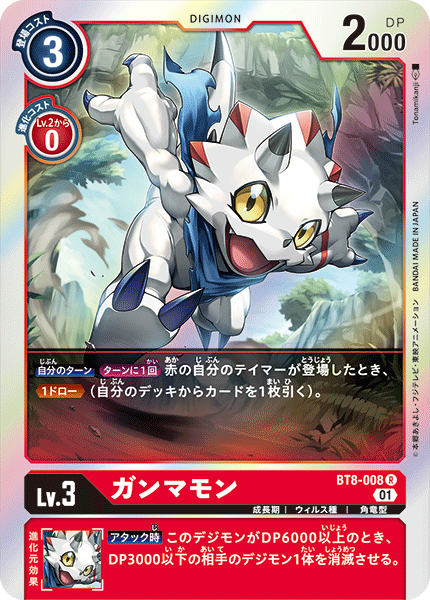 DIGIMON
登場コスト
3
DP
2000
進化コスト
Lv.2から
0
Tonamikanji
BANDAI MADE IN JAPAN
©本郷あきよし・フジテレビ・東映アニメーション
自分のターン ターンに1回 赤の自分のテイマーが登場したとき、
1ドロー (自分のデッキからカードを1枚引く)。
BT8-008 R
01
Lv.3
ガンマモン
成長期 | ウィルス種 | 角竜型
進化元効果
アタック時 このデジモンがDP6000以上のとき、
DP3000以下の相手のデジモン1体を消滅させる。